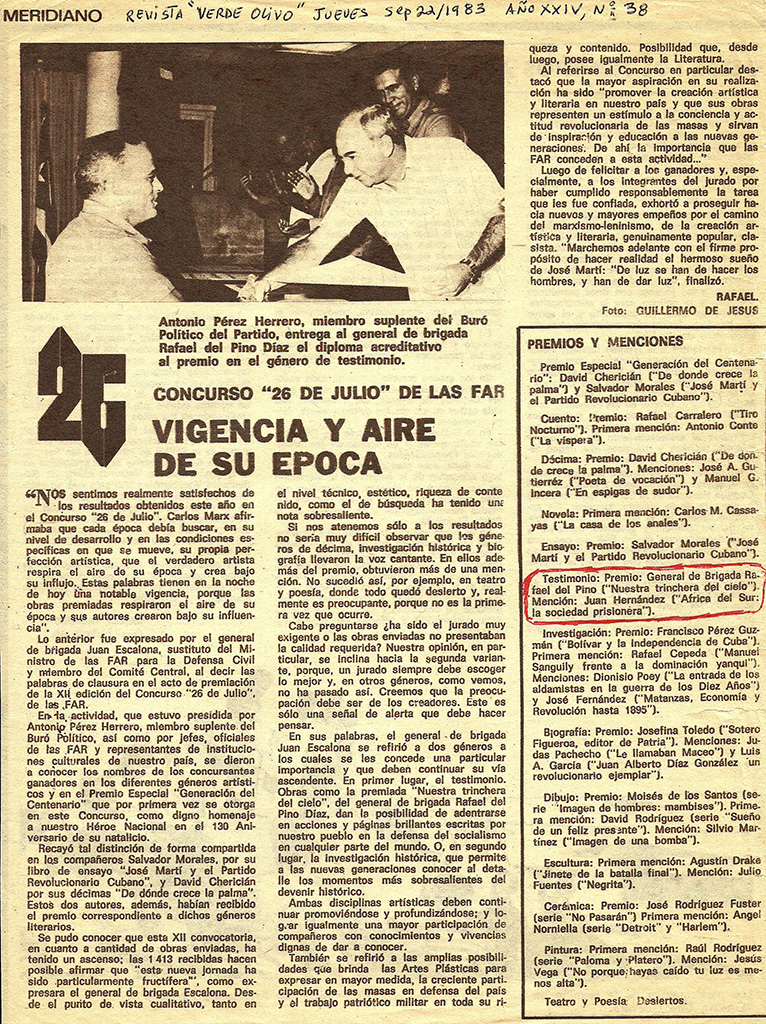 MERIDIANO REVISTA "VERDE OLIVO" JUEVES Sep 22/1983 AÑO XXIV, Nº 38
Antonio Pérez Herrero, miembro suplente del Buró
Político del Partido, entrega al general de brigada
Rafael del Pino Díaz el diploma acreditativo
al premio en el género de testimonio.
26
CONCURSO "26 DE JULIO" DE LAS FAR
VIGENCIA Y AIRE
DE SU EPOCA
"NOS sentimos realmente satisfechos de
los resultados obtenidos este año en
el Concurso "26 de Julio". Carlos Marx afir-
maba que cada época debía buscar, en su
nivel de desarrollo y en las condiciones es-
pecíficas en que se mueve, su propia per-
fección artística, que el verdadero artista
respira el aire de su época y crea bajo
su influjo. Estas palabras tienen en la noche
de hoy una notable vigencia, porque las
obras premiadas respiraron el aire de su
época y sus autores crearon bajo su influen-
cia".
Lo anterior fue expresado por el general
de brigada Juan Escalona, sustituto del Mi-
nistro de las FAR para la Defensa Civil
y miembro del Comité Central, al decir las
palabras de clausura en el acto de premiación
de la XII edición del Concurso "26 de Julio",
de las FAR.
En la actividad, que estuvo presidida por
Antonio Pérez Herrero, miembro suplente del
Buró Político, así como por jefes, oficiales
de las FAR y representantes de institucio-
nes culturales de nuestro país, se dieron
a conocer los nombres de los concursantes
ganadores en los diferentes géneros artísti-
cos y en el Premio Especial "Generación del
Centenario" que por primera vez se otorga
en este Concurso, como digno homenaje
a nuestro Héroe Nacional en el 130 Ani-
versario de su natalicio.
Recayó tal distinción de forma compartida
en los compañeros Salvador Morales, por su
libro de ensayo "José Martí y el Partido
Revolucionario Cubano", y David Chericián
por sus décimas "De dónde crece la palma".
Estos dos autores, además, habían recibido
el premio correspondiente a dichos géneros
literarios.
Se pudo conocer que esta XII convocatoria,
en cuanto a cantidad de obras enviadas, ha
tenido un ascenso; las 1 413 recibidas hacen
posible afirmar que "esta nueva jornada ha
sido particularmente fructífera", como ex-
presara el general de brigada Escalona. Des-
de el punto de vista cualitativo, tanto en
el nivel técnico, estético, riqueza de conte
nido, como el de búsqueda ha tenido una
nota sobresaliente.
Si nos atenemos sólo a los resultados
no sería muy difícil observar que los géne-
ros de décima, investigación histórica y bio-
grafía llevaron la voz cantante. En ellos ade-
más del premio, obtuvieron más de una men-
ción. No sucedió así, por ejemplo, en teatro
y poesía, donde todo quedó desierto y, real-
mente es preocupante, porque no es la prime-
ra vez que ocurre.
Cabe preguntarse ¿ha sido el jurado muy
exigente o las obras enviadas no presentaban
la calidad requerida? Nuestra opinión, en par-
ticular, se inclina hacia la segunda varian-
te, porque, un jurado siempre debe escoger
lo mejor y, en otros géneros, como vemos,
no ha pasado así. Creemos que la preocu-
pación debe ser de los creadores. Este es
sólo una señal de alerta que debe hacer
pensar.
En sus palabras, el general de brigada
Juan Escalona se refirió a dos géneros a
los cuales se les concede una particular
importancia y que deben continuar su vía
ascendente. En primer lugar, el testimonio.
Obras como la premiada "Nuestra trinchera
del cielo", del general de brigada Rafael del
Pino Díaz, dan la posibilidad de adentrarse
en acciones y páginas brillantes escritas por
nuestro pueblo en la defensa del socialismo
en cualquier parte del mundo. O, en segundo
lugar, la investigación histórica, que permite
a las nuevas generaciones conocer al deta-
lle los momentos más sobresalientes del
devenir histórico.
Ambas disciplinas artísticas deben conti-
nuar promoviéndose y profundizándose; y lo-
grar igualmente una mayor participación de
compañeros con conocimientos y vivencias
dignas de dar a conocer.
También se refirió a las amplias posibili-
dades que brinda las Artes Plásticas para
expresar en mayor medida, la creciente parti-
cipación de las masas en defensa del país
y el trabajo patriótico militar en toda su ri-
queza y contenido. Posibilidad que, desde
luego, posee igualmente la Literatura.
Al referirse al Concurso en particular des-
tacó que la mayor aspiración en su realiza-
ción ha sido "promover la creación artística
y literaria en nuestro país y que sus obras
representen un estímulo a la conciencia y ac-
titud revolucionaria de las masas y sirvan
de inspiración y educación a las nuevas ge-
neraciones. De ahí la importancia que las
FAR conceden a esta actividad..."
Luego de felicitar a los ganadores y, espe-
cialmente, a los integrantes del jurado por
haber cumplido responsablemente la tarea
que les fue confiada, exhortó a proseguir ha-
cia nuevos y mayores empeños por el camino
del marxismo-leninismo, de la creación ar-
tística y literaria, genuinamente popular, cla-
sista. "Marchemos adelante con el firme pro-
pósito de hacer realidad el hermoso sueño
de José Martí: "De luz se han de hacer los
hombres, y han de dar luz", finalizó.
RAFAEL.
Foto: GUILLERMO DE JESUS
PREMIOS Y MENCIONES
Premio Especial "Generación del Centena-
rio": David Chericián ("De donde crece la
palma") y Salvador Morales ("José Martí y
el Partido Revolucionario Cubano").
Cuento: Premio: Rafael Carralero ("Tiro
Nocturno"). Primera mención: Antonio Conte
("La víspera").
Décima: Premio: David Chericián ("De don-
de crece la palma"). Menciones: José A. Gu-
tierréz ("Poeta de vocación") y Manuel G.
Incera ("En espigas de sudor").
Novela: Primera mención: Carlos M. Cassa-
yas ("La casa de los anales").
Ensayo: Premio: Salvador Morales ("José
Martí y el Partido Revolucionario Cubano").
Testimonio: Premio: General de Brigada Ra-
fael del Pino ("Nuestra trinchera del cielo").
Mención: Juan Hernández ("Africa del Sur:
la sociedad prisionera").
Investigación: Premio: Francisco Pérez Guz-
mán ("Bolívar y la Independencia de Cuba").
Primera mención: Rafael Cepeda ("Manuel
Sanguily frente a la dominación yanqui").
Menciones: Dionisio Poey ("La entrada de los
aldamistas en la guerra de los Diez Años")
y José Fernández ("Matanzas, Economía y
Revolución hasta 1895").
Biografía: Premio: Josefina Toledo ("Sotero
Figueroa, editor de Patria"). Menciones: Ju-
das Pacheco ("Le llamaban Maceo") y Luis
A. García ("Juan Alberto Díaz González un
revolucionario ejemplar").
Dibujo: Premio: Moisés de los Santos (se-
rie "Imagen de hombres: mambises"). Prime-
ra mención: David Rodríguez (serie "Sueño
de un feliz presante"). Mención: Silvio Mar-
tínez ("Imagen de una bomba").
Escultura: Primera mención: Agustín Drake
("Jinete de la batalla final"). Mención: Julio
Fuentes ("Negrita").
Cerámica: Premio: José Rodríguez Fuster
(serie "No Pasarán") Primera mención: Angel
Norniella (serie "Detroit" y "Harlem").
Pintura: Primera mención: Raúl Rodríguez
(serie "Paloma y Platero"). Mención: Jesús
Vega ("No porque hayas caído tu luz es me-
nos alta").
Teatro y Poesía: Desiertos.